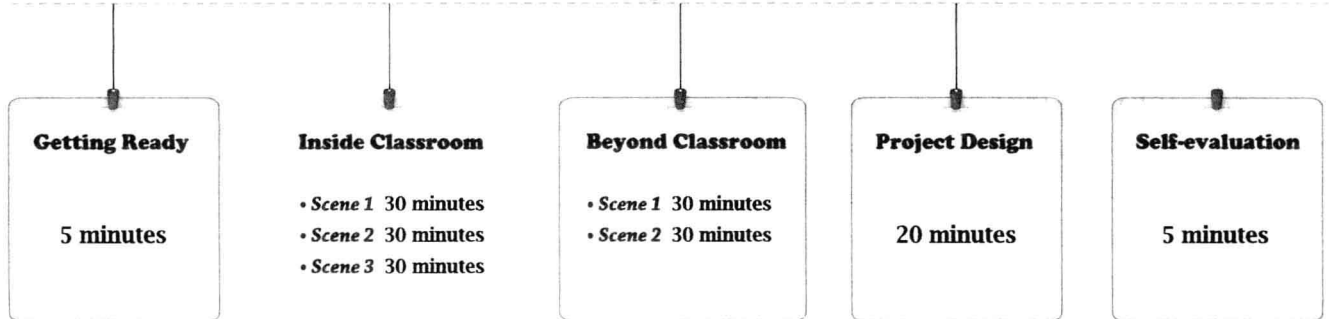 Getting Ready
5 minutes
Inside Classroom
• Scene 1 30 minutes
• Scene 2 30 minutes
• Scene 3 30 minutes
Beyond Classroom
• Scene 1 30 minutes
• Scene 2 30 minutes
Project Design
20 minutes
Self-evaluation
5 minutes